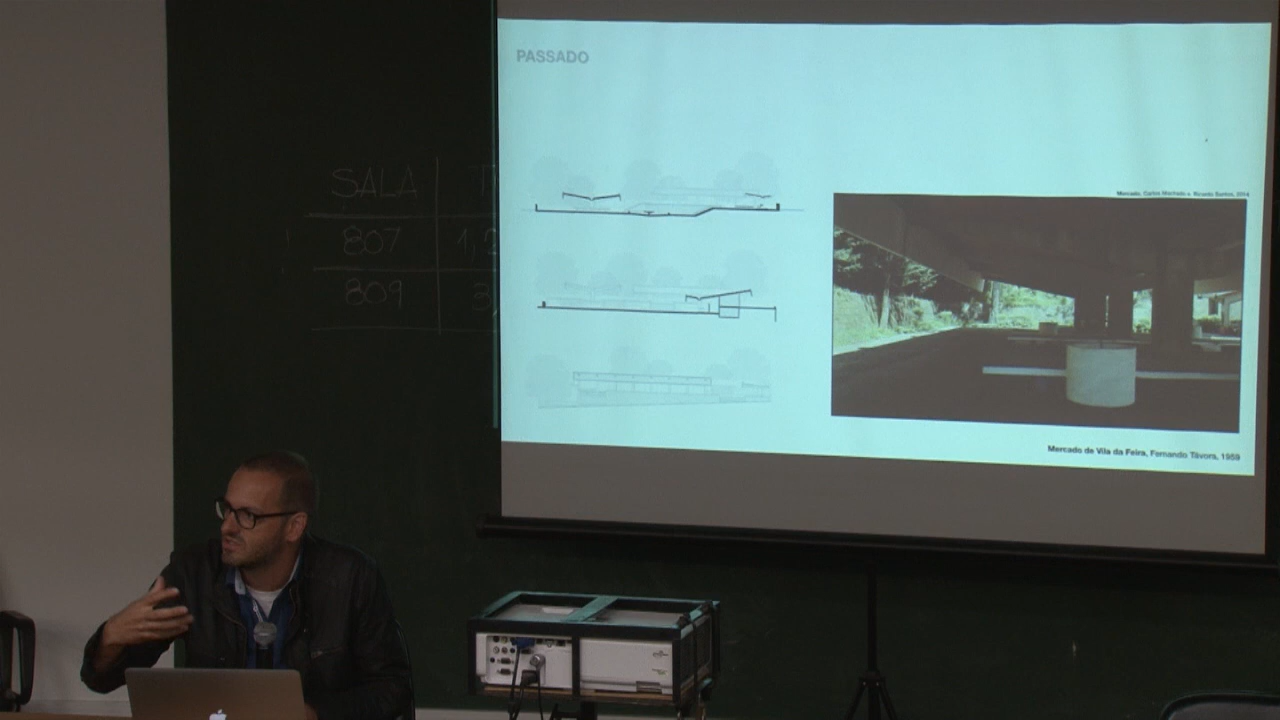 PASSADO
SALA
807
809
Mercado, Carlos Machado e Ricardo Santos, 2014
Mercado de Vila da Feira, Fernando Távora, 1959